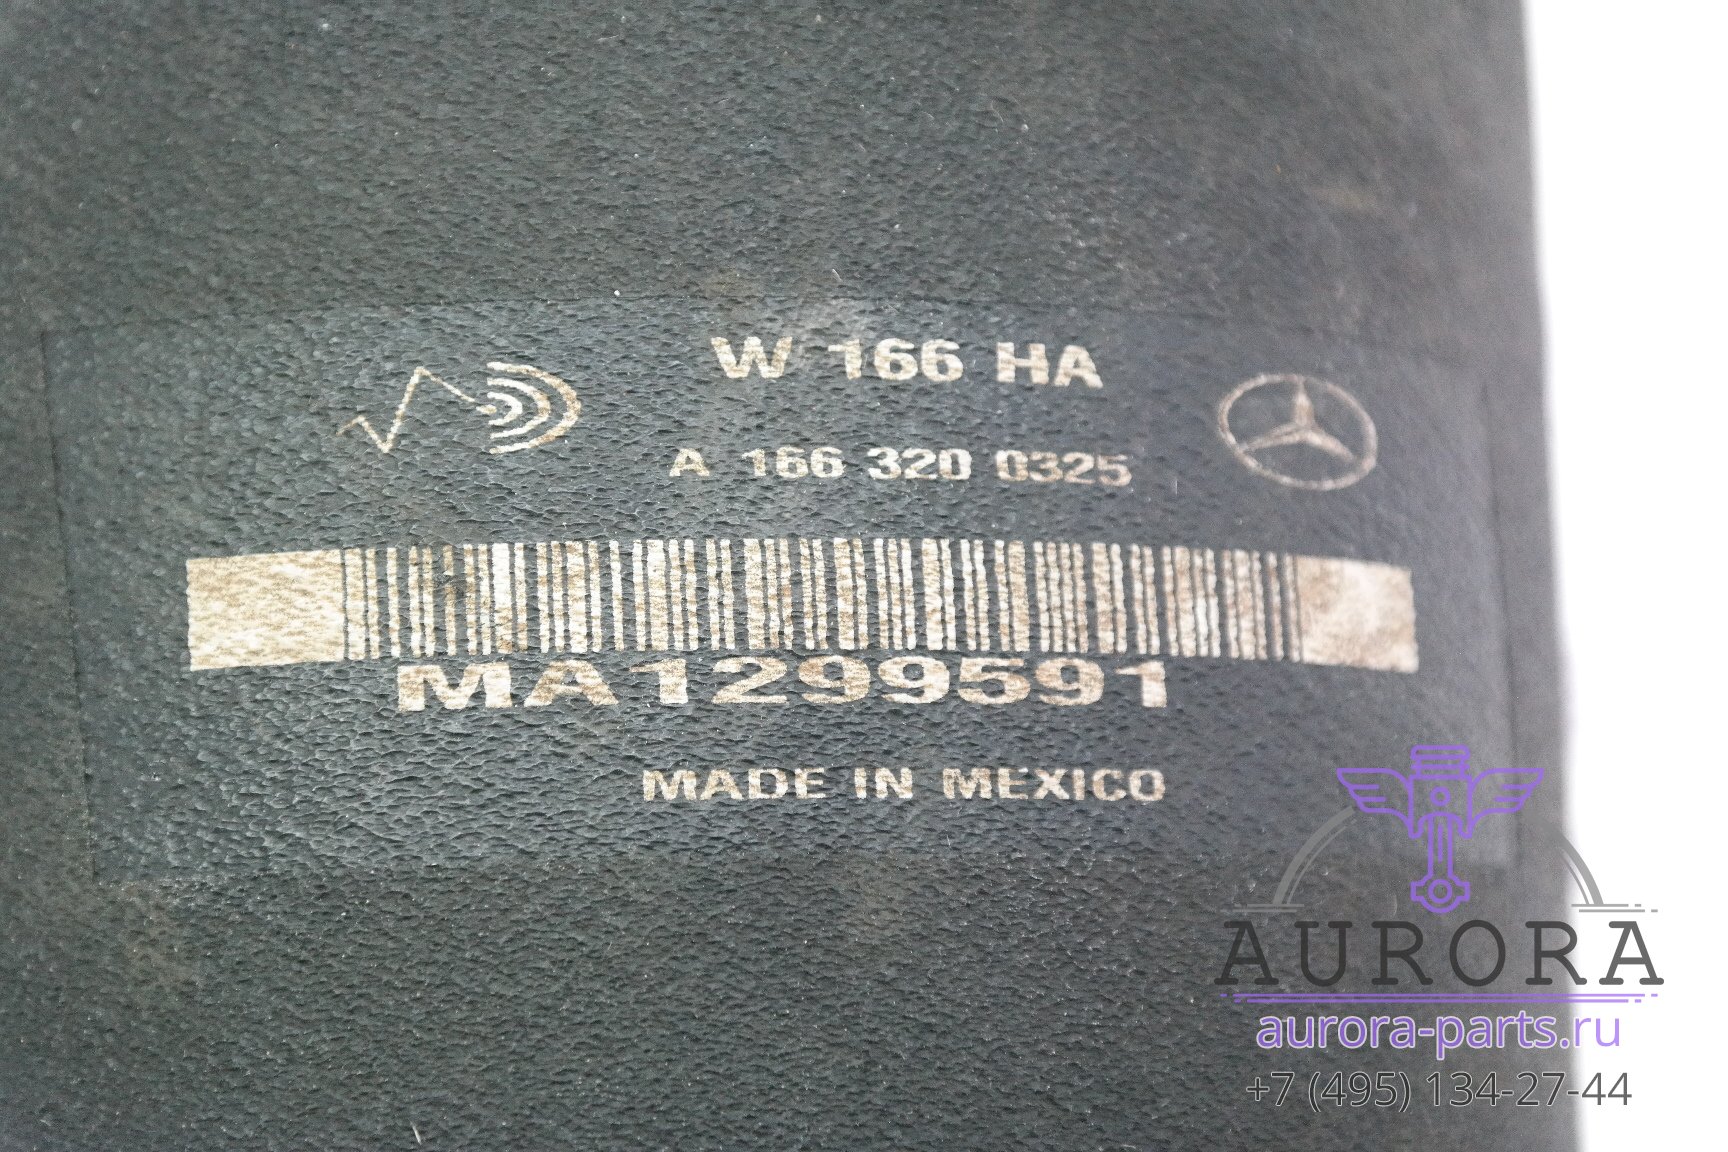 W 166 HA
A 166 320 0325
MA1299591
MADE IN MEXICO
AURORA
aurora-parts.ru
+7 (495) 134-27-44